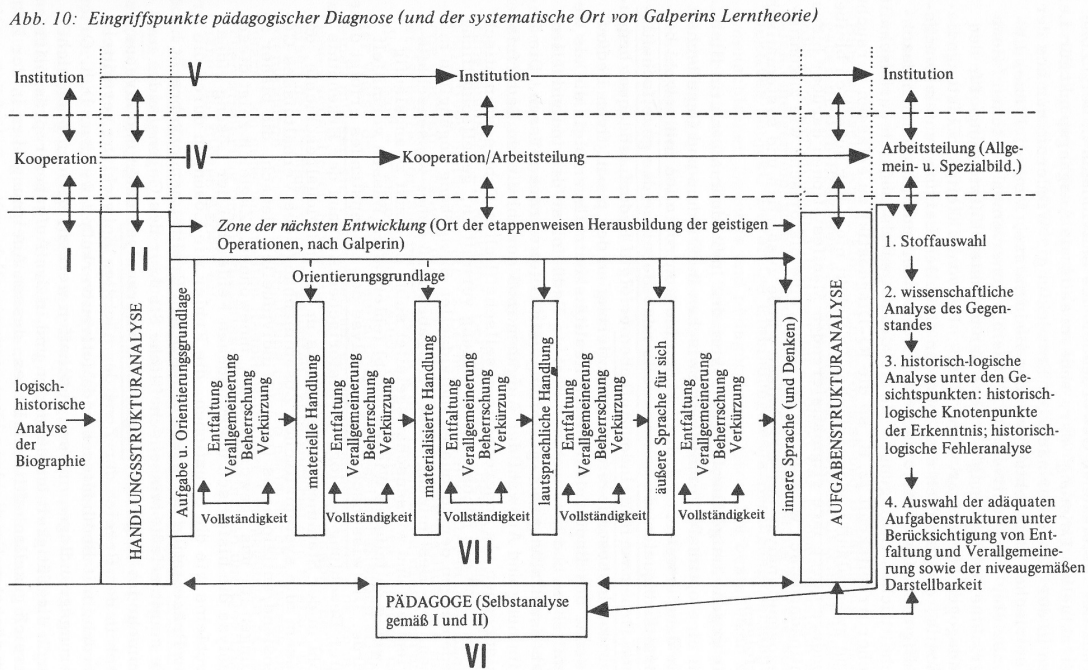 Abb. 10: Eingriffspunkte pädagogischer Diagnose (und der systematische Ort von Galperins Lerntheorie)
Institution
V
Institution
Institution
Kooperation
IV
Kooperation/Arbeitsteilung
Arbeitsteilung (Allge-
mein- u. Spezialbild.)
I
II
Zone der nächsten Entwicklung (Ort der etappenweisen Herausbildung der geistigen
Operationen, nach Galperin)
Orientierungsgrundlage
logisch-
historische
Analyse
der
Biographie
HANDLUNGSSTRUKTURANALYSE
Aufgabe u. Orientierungsgrundlage
Entfaltung
Verallgemeinerung
Beherrschung
Verkürzung
Vollständigkeit
materielle Handlung
Entfaltung
Verallgemeinerung
Beherrschung
Verkürzung
Vollständigkeit
materialisierte Handlung
Entfaltung
Verallgemeinerung
Beherrschung
Verkürzung
Vollständigkeit
lautsprachliche Handlung
Entfaltung
Verallgemeinerung
Beherrschung
Verkürzung
Vollständigkeit
äußere Sprache für sich
Entfaltung
Verallgemeinerung
Beherrschung
Verkürzung
Vollständigkeit
innere Sprache (und Denken)
AUFGABENSTRUKTURANALYSE
1. Stoffauswahl
2. wissenschaftliche
Analyse des Gegen-
standes
3. historisch-logische
Analyse unter den Ge-
sichtspunkten: historisch-
logische Knotenpunkte
der Erkenntnis; historisch-
logische Fehleranalyse
4. Auswahl der adäquaten
Aufgabenstrukturen unter
Berücksichtigung von Ent-
faltung und Verallgemeine-
rung sowie der niveaugemäßen
Darstellbarkeit
VII
PÄDAGOGE (Selbstanalyse
gemäß I und II)
VI